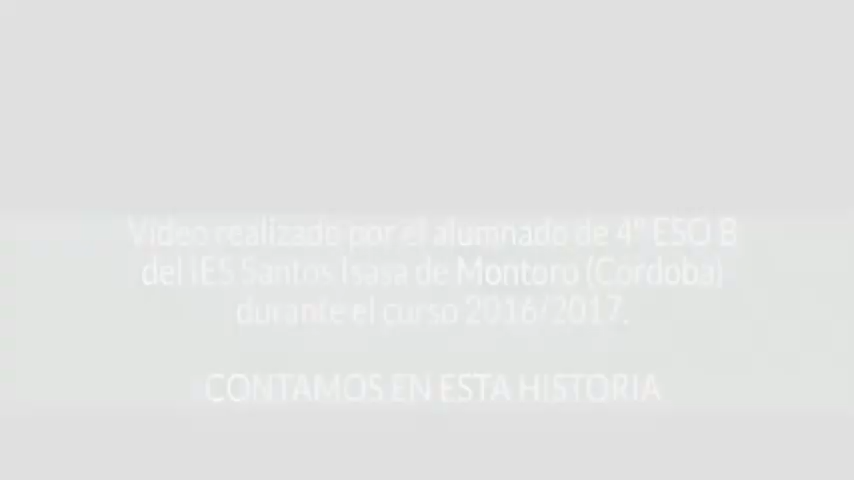 Vídeo realizado por el alumnado de 4º ESO B
del IES Santos Isasa de Montoro (Córdoba)
durante el curso 2016/2017.
CONTAMOS EN ESTA HISTORIA